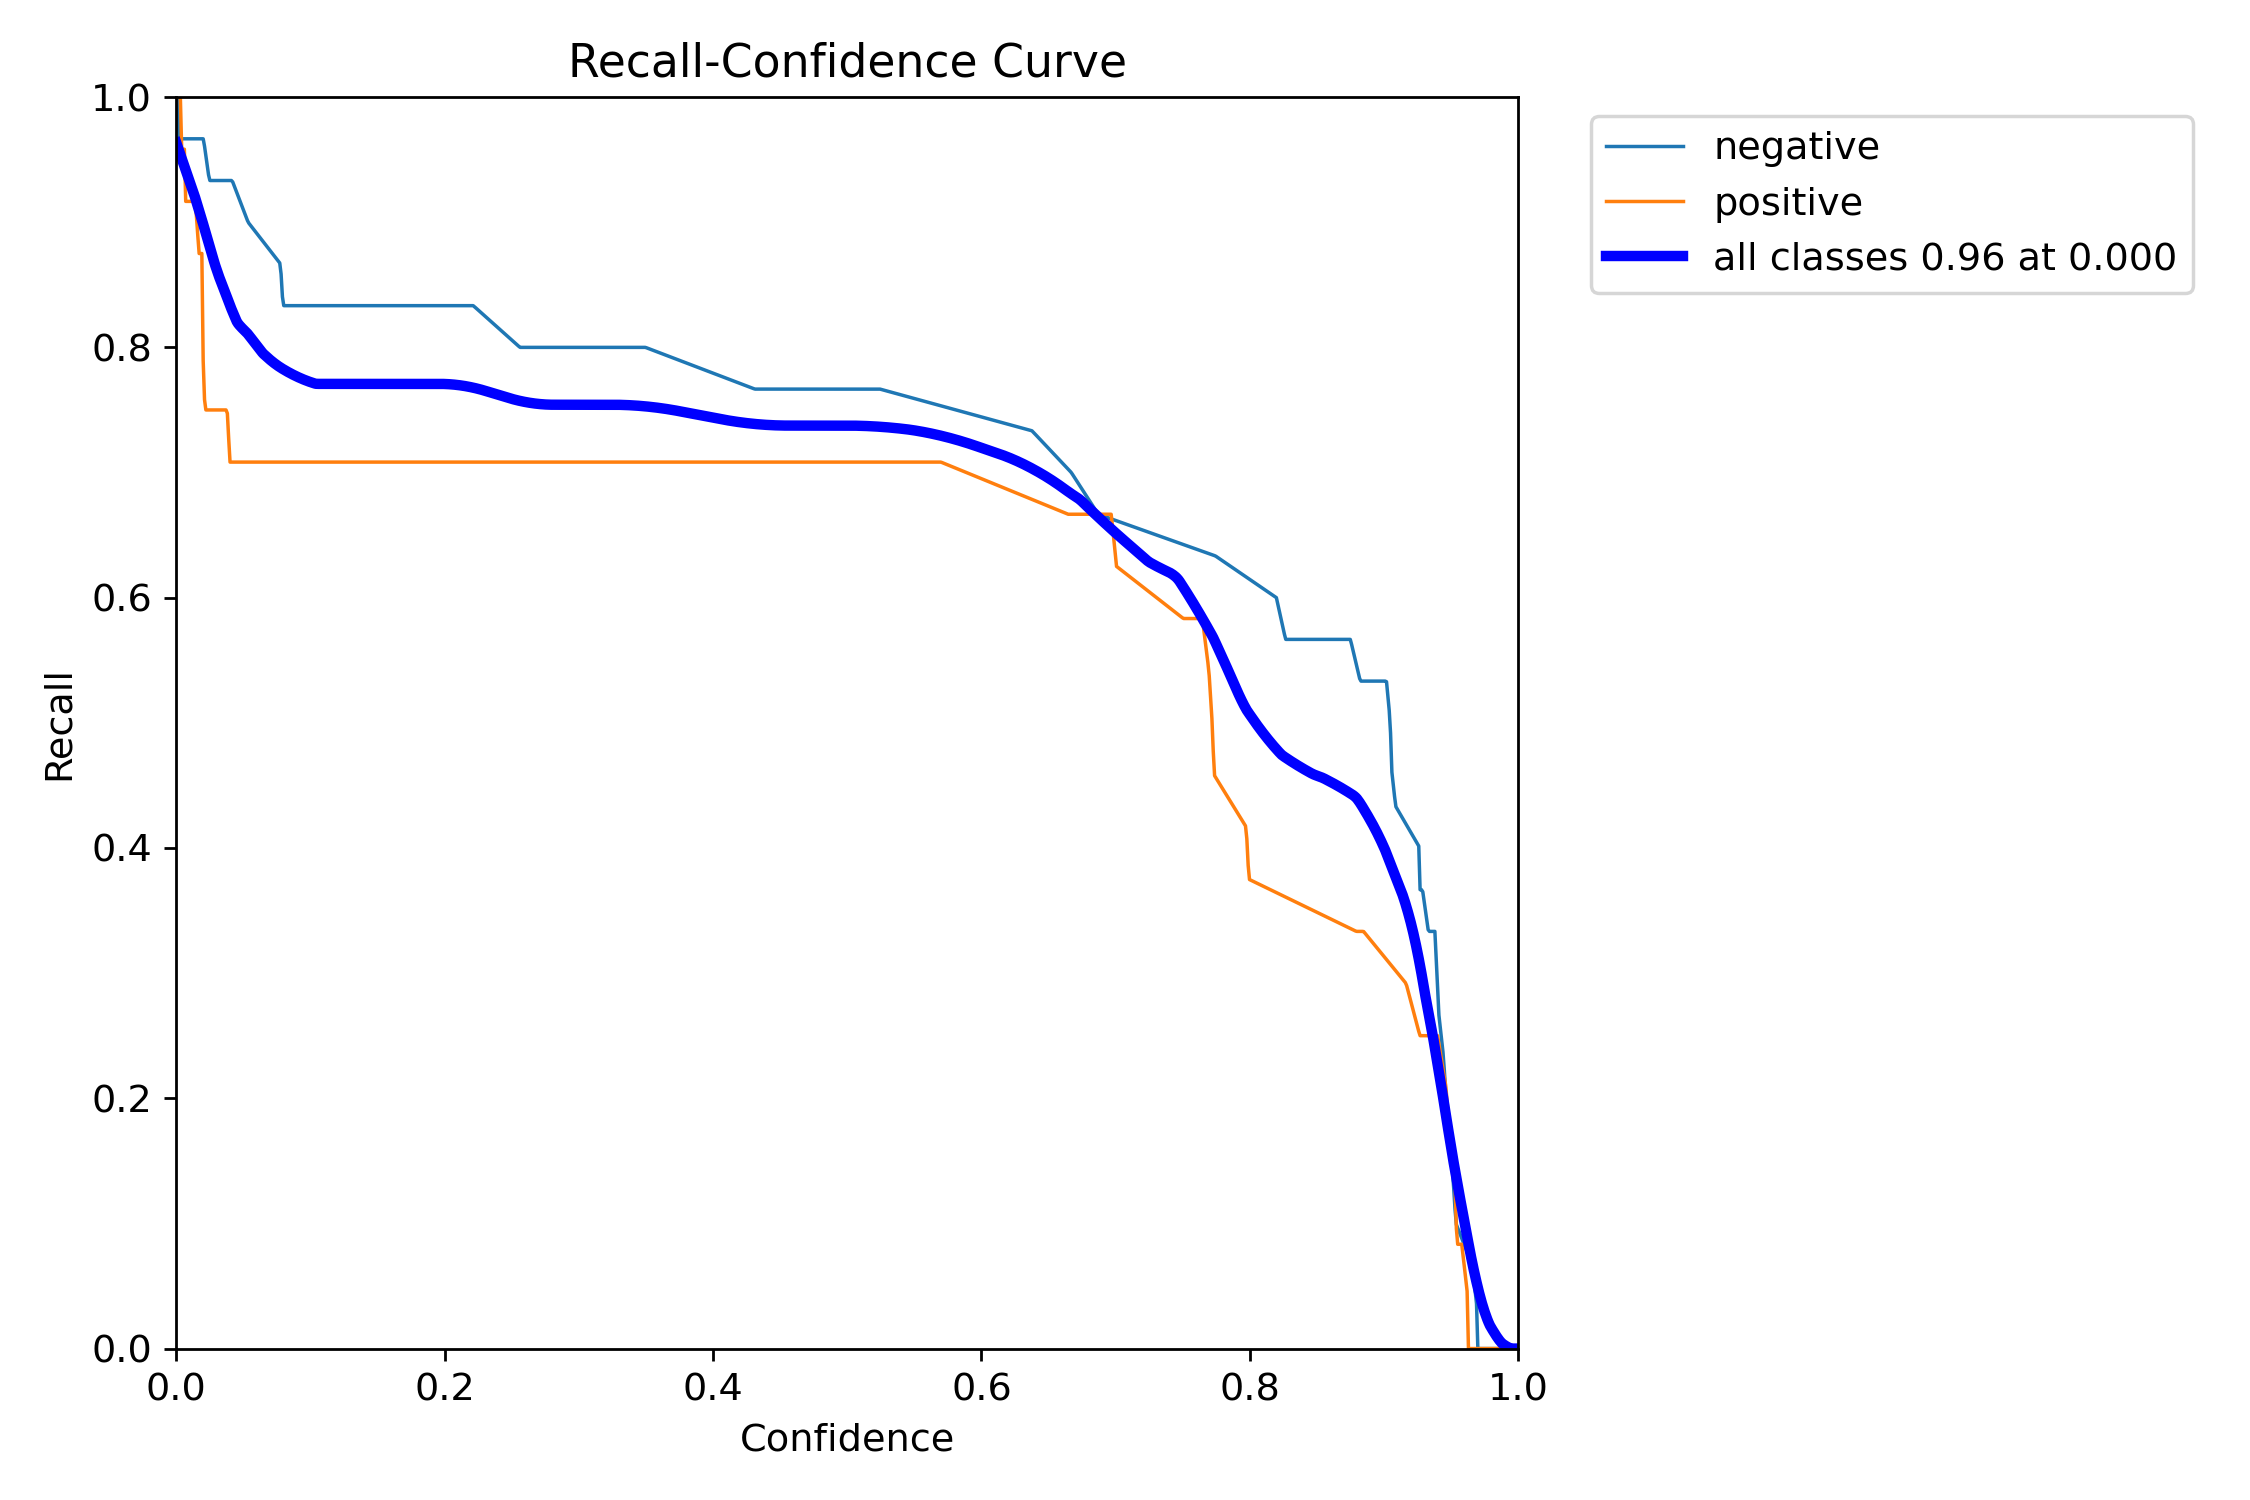 Recall-Confidence Curve
1.0
0.8
0.6
0.4
0.2
0.0
Recall
0.0 0.2 0.4 0.6 0.8 1.0
Confidence
negative
positive
all classes 0.96 at 0.000